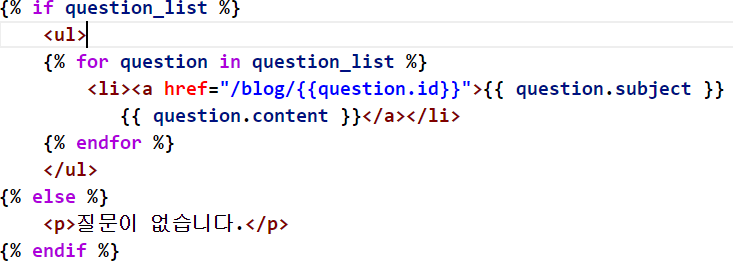 {% if question_list %}
    <ul>
    {% for question in question_list %}
        <li><a href="/blog/{{question.id}}">{{ question.subject }}
           {{ question.content }}</a></li>
    {% endfor %}
    </ul>
{% else %}
    <p>질문이 없습니다.</p>
{% endif %}